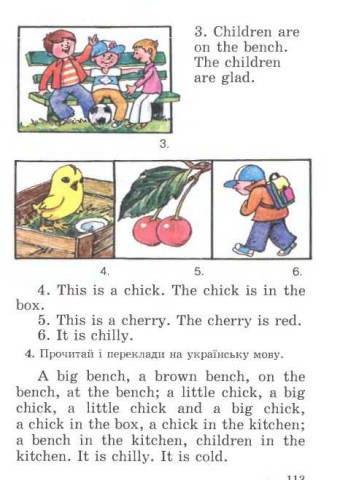 3. Children are
on the bench.
The children
are glad.
3.
4.
5.
6.
4. This is a chick. The chick is in the
box.
5. This is a cherry. The cherry is red.
6. It is chilly.
4. Прочитай і переклади на українську мову.
A big bench, a brown bench, on the
bench, at the bench; a little chick, a big
chick, a little chick and a big chick,
a chick in the box, a chick in the kitchen;
a bench in the kitchen, children in the
kitchen. It is chilly. It is cold.